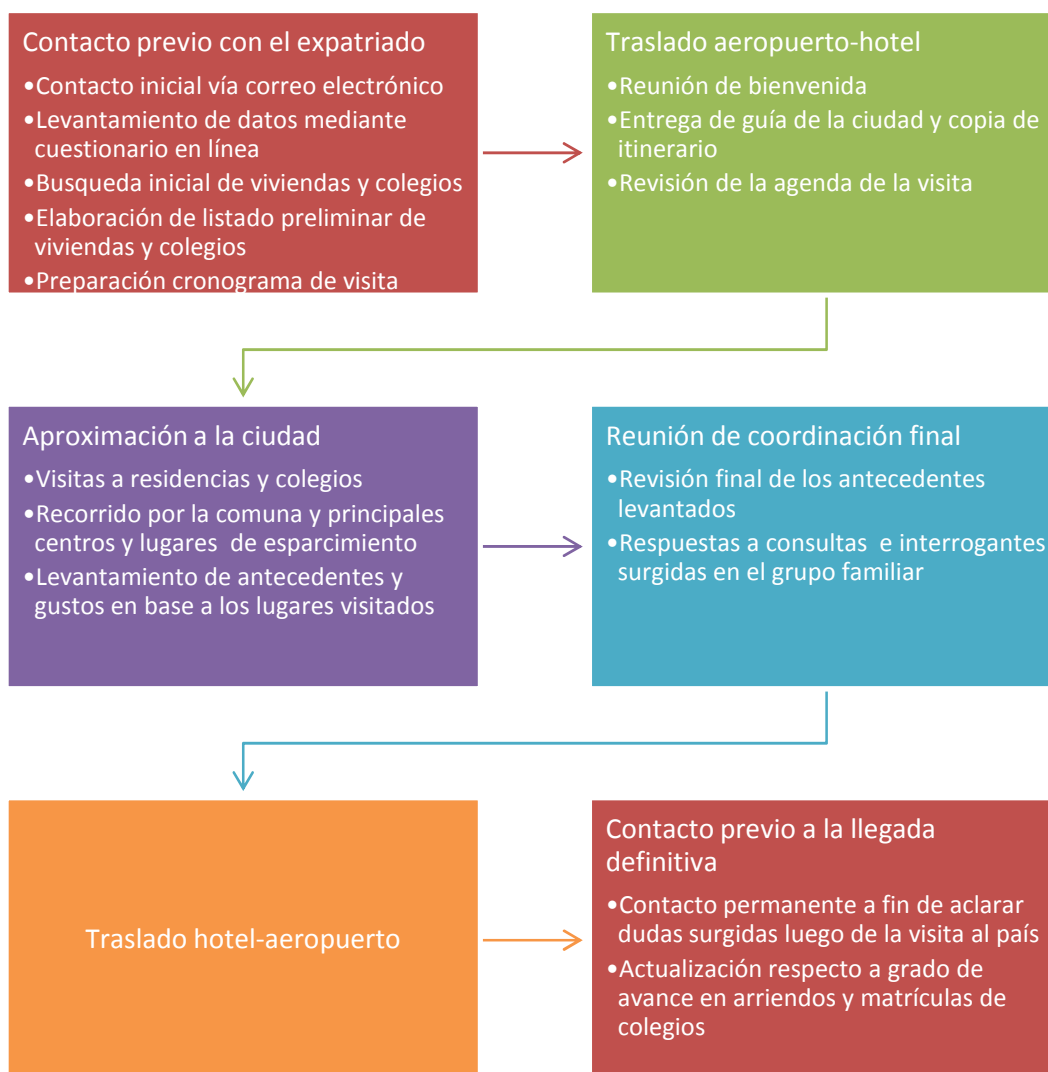 Contacto previo con el expatriado
•Contacto inicial vía correo electrónico
•Levantamiento de datos mediante
cuestionario en línea
•Busqueda inicial de viviendas y colegios
•Elaboración de listado preliminar de
viviendas y colegios
•Preparación cronograma de visita
Traslado aeropuerto-hotel
•Reunión de bienvenida
•Entrega de guía de la ciudad y copia de
itinerario
•Revisión de la agenda de la visita
Aproximación a la ciudad
•Visitas a residencias y colegios
•Recorrido por la comuna y principales
centros y lugares  de esparcimiento
•Levantamiento de antecedentes y
gustos en base a los lugares visitados
Reunión de coordinación final
•Revisión final de los antecedentes
levantados
•Respuestas a consultas  e interrogantes
surgidas en el grupo familiar
Traslado hotel-aeropuerto
Contacto previo a la llegada
definitiva
•Contacto permanente a fin de aclarar
dudas surgidas luego de la visita al país
•Actualización respecto a grado de
avance en arriendos y matrículas de
colegios